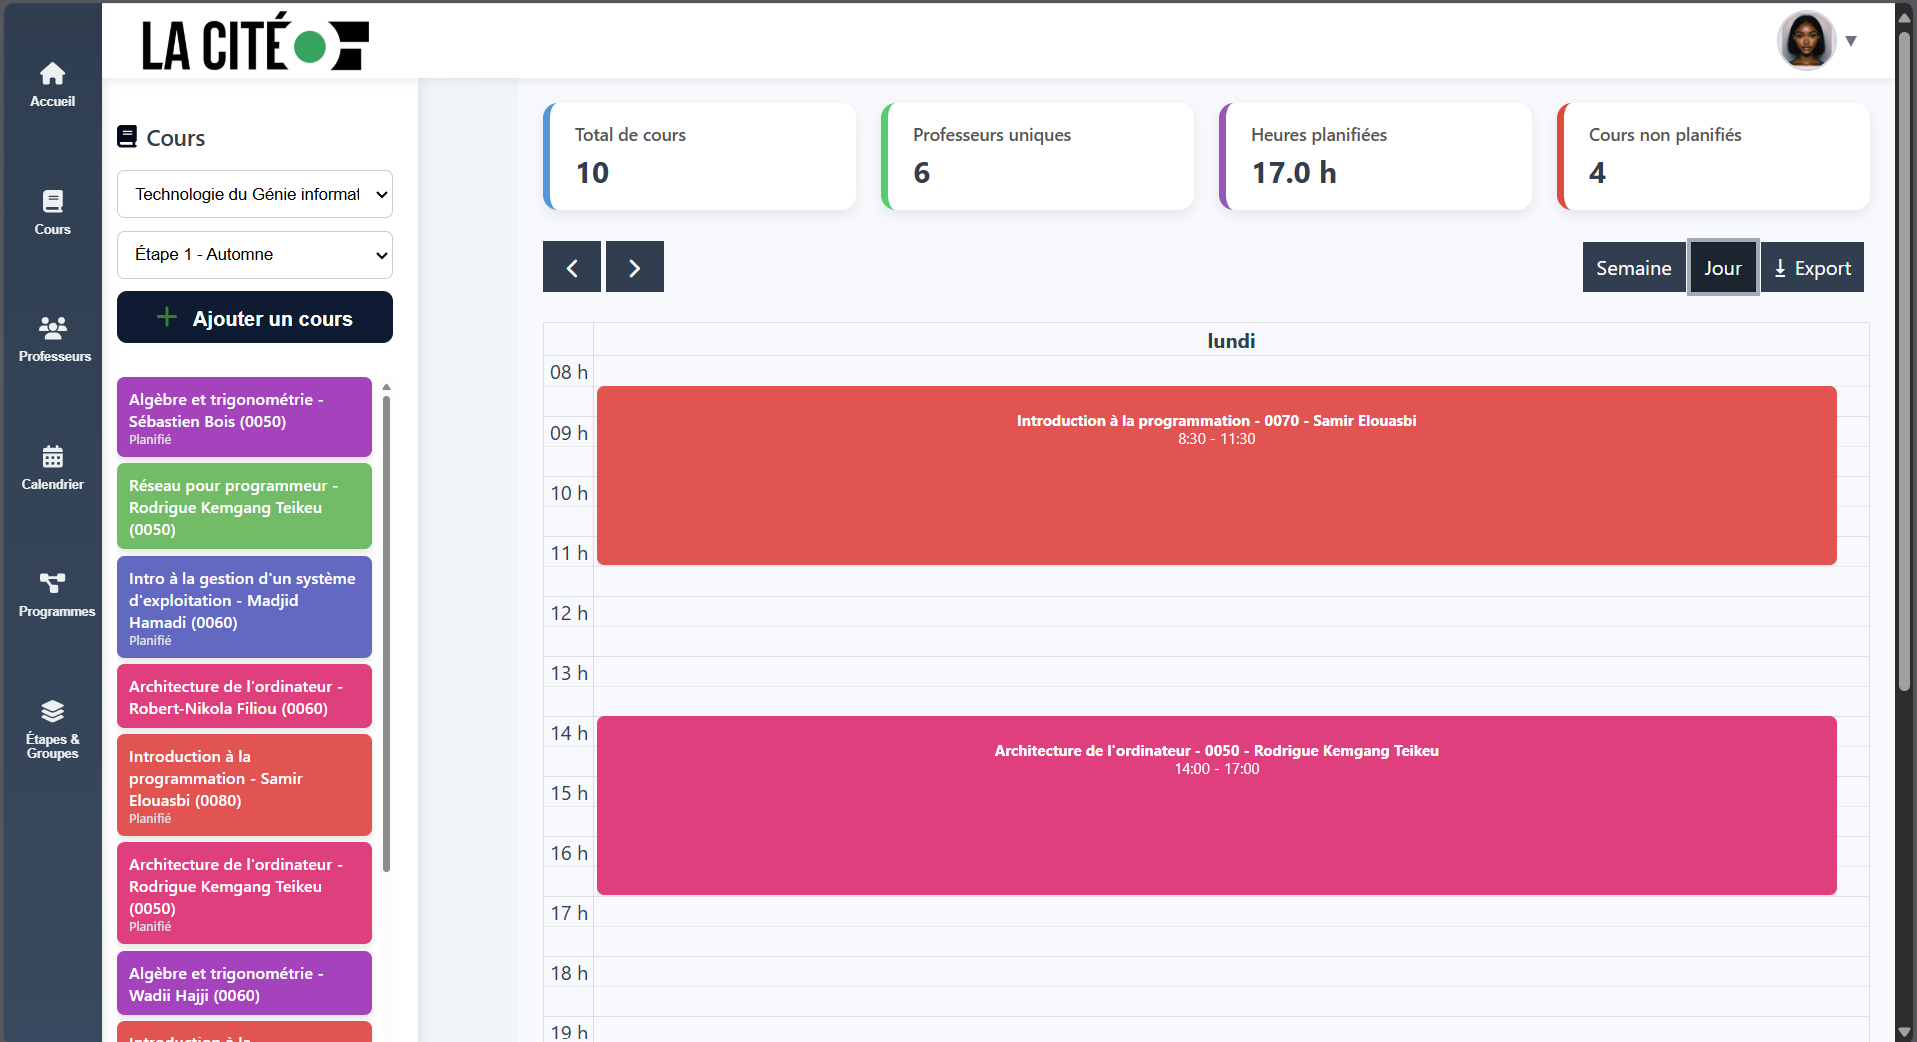 LA CITÉ
Accueil
Cours
Professeurs
Calendrier
Programmes
Étapes &
Groupes
Cours
Technologie du Génie informat
Étape 1 - Automne
Ajouter un cours
Algèbre et trigonométrie -
Sébastien Bois (0050)
Planifié
Réseau pour programmeur -
Rodrigue Kemgang Teikeu
(0050)
Intro à la gestion d'un système
d'exploitation - Madjid
Hamadi (0060)
Planifié
Architecture de l'ordinateur -
Robert-Nikola Filiou (0060)
Introduction à la
programmation - Samir
Elouasbi (0080)
Planifié
Architecture de l'ordinateur -
Rodrigue Kemgang Teikeu
(0050)
Planifié
Algèbre et trigonométrie -
Wadii Hajji (0060)
Introduction à la
Total de cours
10
Professeurs uniques
6
Heures planifiées
17.0 h
Cours non planifiés
4
Semaine
Jour
Export
lundi
08 h
Introduction à la programmation - 0070 - Samir Elouasbi
8:30 - 11:30
09 h
10 h
11 h
12 h
13 h
14 h
Architecture de l'ordinateur - 0050 - Rodrigue Kemgang Teikeu
14:00 - 17:00
15 h
16 h
17 h
18 h
19 h